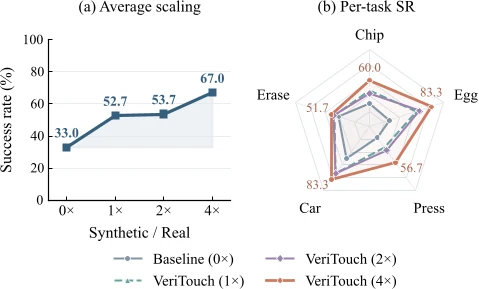 (a) Average scaling
100
80
60
40
20
0
Success rate (%)
33.0
52.7
53.7
67.0
0×
1×
2×
4×
Synthetic / Real
(b) Per-task SR
Chip
60.0
83.3
Egg
Erase
51.7
56.7
83.3
Car
Press
Baseline (0×)
VeriTouch (2×)
VeriTouch (1×)
VeriTouch (4×)